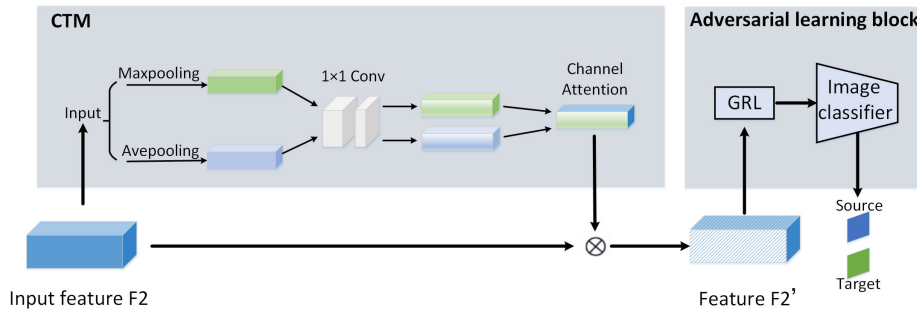 CTM
Adversarial learning block
Maxpooling
1×1 Conv
Channel
Attention
Input
Avepooling
GRL
Image
classifier
Source
Target
Input feature F2
Feature F2’